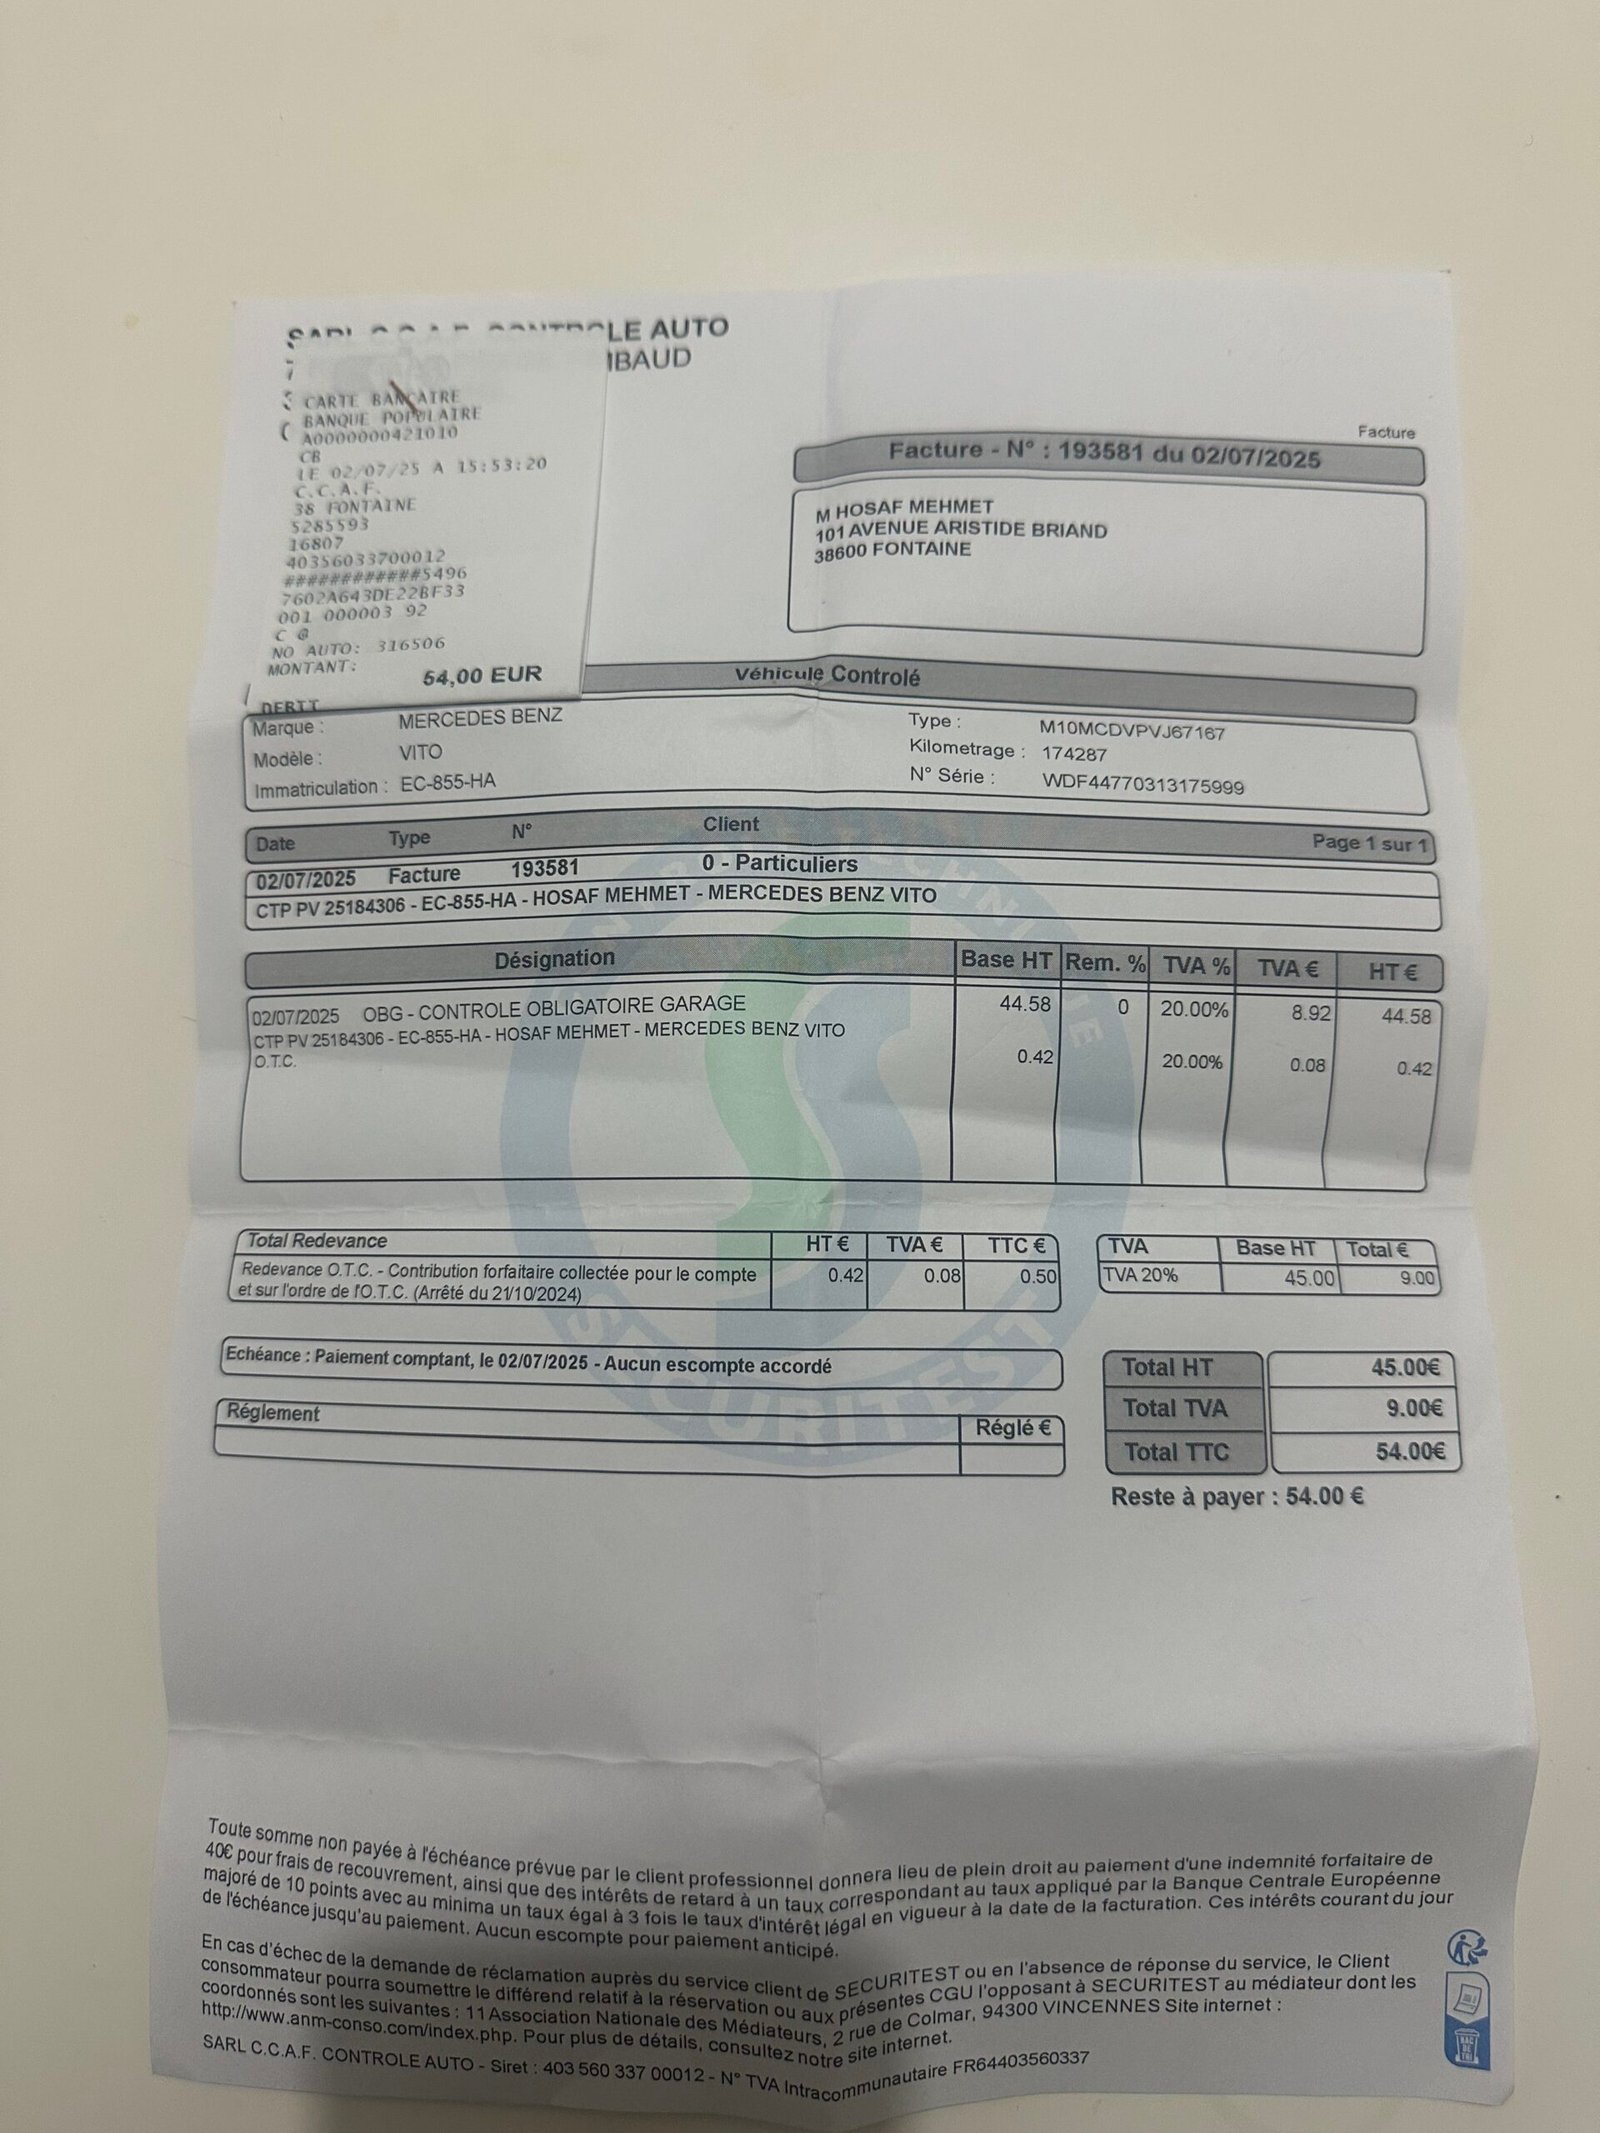 LE AUTO
IBAUD
CARTE BANCAIRE
BANQUE POPULAIRE
A0000000421010
CB
LE 02/07/25 A 15:53:20
C.C.A.F.
38 FONTAINE
5285593
16807
40356033700012
############5496
7602A643DE22BF33
001 000003 92
C @
NO AUTO: 316506
MONTANT:
54,00 EUR
DEBIT
Facture
Facture - N° : 193581 du 02/07/2025
M HOSAF MEHMET
101 AVENUE ARISTIDE BRIAND
38600 FONTAINE
Véhicule Controlé
Marque : MERCEDES BENZ Type : M10MCDVPVJ67167
Modèle : VITO Kilometrage : 174287
Immatriculation : EC-855-HA N° Série : WDF44770313175999
Date Type N° Client Page 1 sur 1
02/07/2025 Facture 193581 0 - Particuliers
CTP PV 25184306 - EC-855-HA - HOSAF MEHMET - MERCEDES BENZ VITO
Désignation Base HT Rem. % TVA % TVA € HT €
02/07/2025 OBG - CONTROLE OBLIGATOIRE GARAGE 44.58 0 20.00% 8.92 44.58
CTP PV 25184306 - EC-855-HA - HOSAF MEHMET - MERCEDES BENZ VITO
O.T.C. 0.42 20.00% 0.08 0.42
Total Redevance HT € TVA € TTC €
Redevance O.T.C. - Contribution forfaitaire collectée pour le compte 0.42 0.08 0.50
et sur l'ordre de l'O.T.C. (Arrêté du 21/10/2024)
TVA Base HT Total €
TVA 20% 45.00 9.00
Echéance : Paiement comptant, le 02/07/2025 - Aucun escompte accordé
Réglement Réglé €
Total HT 45.00€
Total TVA 9.00€
Total TTC 54.00€
Reste à payer : 54.00 €
SECURITEST
Toute somme non payée à l'échéance prévue par le client professionnel donnera lieu de plein droit au paiement d'une indemnité forfaitaire de
40€ pour frais de recouvrement, ainsi que des intérêts de retard à un taux correspondant au taux appliqué par la Banque Centrale Européenne
majoré de 10 points avec au minima un taux égal à 3 fois le taux d'intérêt légal en vigueur à la date de la facturation. Ces intérêts courant du jour
de l'échéance jusqu'au paiement. Aucun escompte pour paiement anticipé.
En cas d'échec de la demande de réclamation auprès du service client de SECURITEST ou en l'absence de réponse du service, le Client
consommateur pourra soumettre le différend relatif à la réservation ou aux présentes CGU l'opposant à SECURITEST au médiateur dont les
coordonnés sont les suivantes : 11 Association Nationale des Médiateurs, 2 rue de Colmar, 94300 VINCENNES Site internet :
http://www.anm-conso.com/index.php. Pour plus de détails, consultez notre site internet.
SARL C.C.A.F. CONTROLE AUTO - Siret : 403 560 337 00012 - N° TVA Intracommunautaire FR64403560337
BAC
DE
TRI